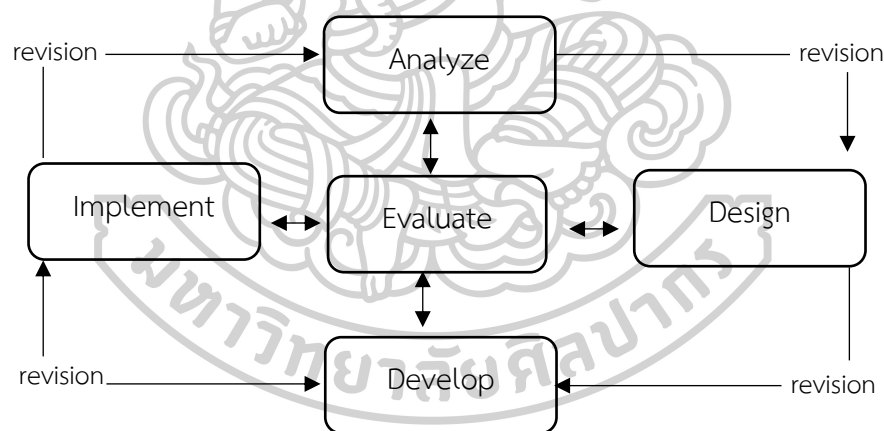 revision
Analyze
revision
Implement
Evaluate
Design
revision
Develop
revision
มหาวิทยาลัยศิลปากร